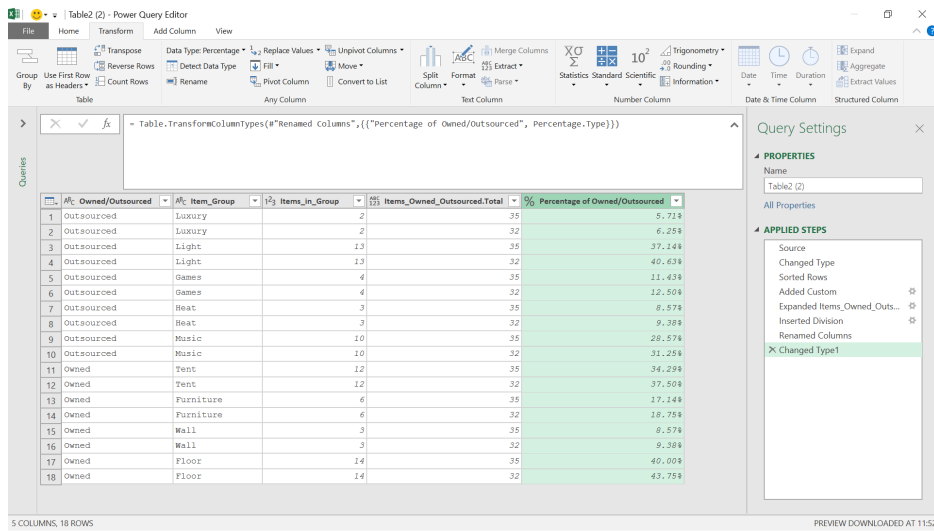 Table2 (2) - Power Query Editor
File Home Transform Add Column View
Group By
Use First Row as Headers
Transpose
Reverse Rows
Count Rows
Table
Data Type: Percentage
Detect Data Type
Rename
Replace Values
Fill
Pivot Column
Unpivot Columns
Move
Convert to List
Any Column
Split Column
Format
Merge Columns
Extract
Parse
Text Column
Statistics Standard Scientific
Trigonometry
Rounding
Information
Number Column
Date Time Duration
Date & Time Column
Expand
Aggregate
Extract Values
Structured Column
Queries
fx = Table.TransformColumnTypes(#"Renamed Columns",{{"Percentage of Owned/Outsourced", Percentage.Type}})
Owned/Outsourced Item_Group Items_in_Group Items_Owned_Outsourced.Total % Percentage of Owned/Outsourced
1 Outsourced Luxury 2 35 5.71%
2 Outsourced Luxury 2 32 6.25%
3 Outsourced Light 13 35 37.14%
4 Outsourced Light 13 32 40.63%
5 Outsourced Games 4 35 11.43%
6 Outsourced Games 4 32 12.50%
7 Outsourced Heat 3 35 8.57%
8 Outsourced Heat 3 32 9.38%
9 Outsourced Music 10 35 28.57%
10 Outsourced Music 10 32 31.25%
11 Owned Tent 12 35 34.29%
12 Owned Tent 12 32 37.50%
13 Owned Furniture 6 35 17.14%
14 Owned Furniture 6 32 18.75%
15 Owned Wall 3 35 8.57%
16 Owned Wall 3 32 9.38%
17 Owned Floor 14 35 40.00%
18 Owned Floor 14 32 43.75%
Query Settings
PROPERTIES
Name
Table2 (2)
All Properties
APPLIED STEPS
Source
Changed Type
Sorted Rows
Added Custom
Expanded Items_Owned_Outs...
Inserted Division
Renamed Columns
Changed Type1
5 COLUMNS, 18 ROWS
PREVIEW DOWNLOADED AT 11:52